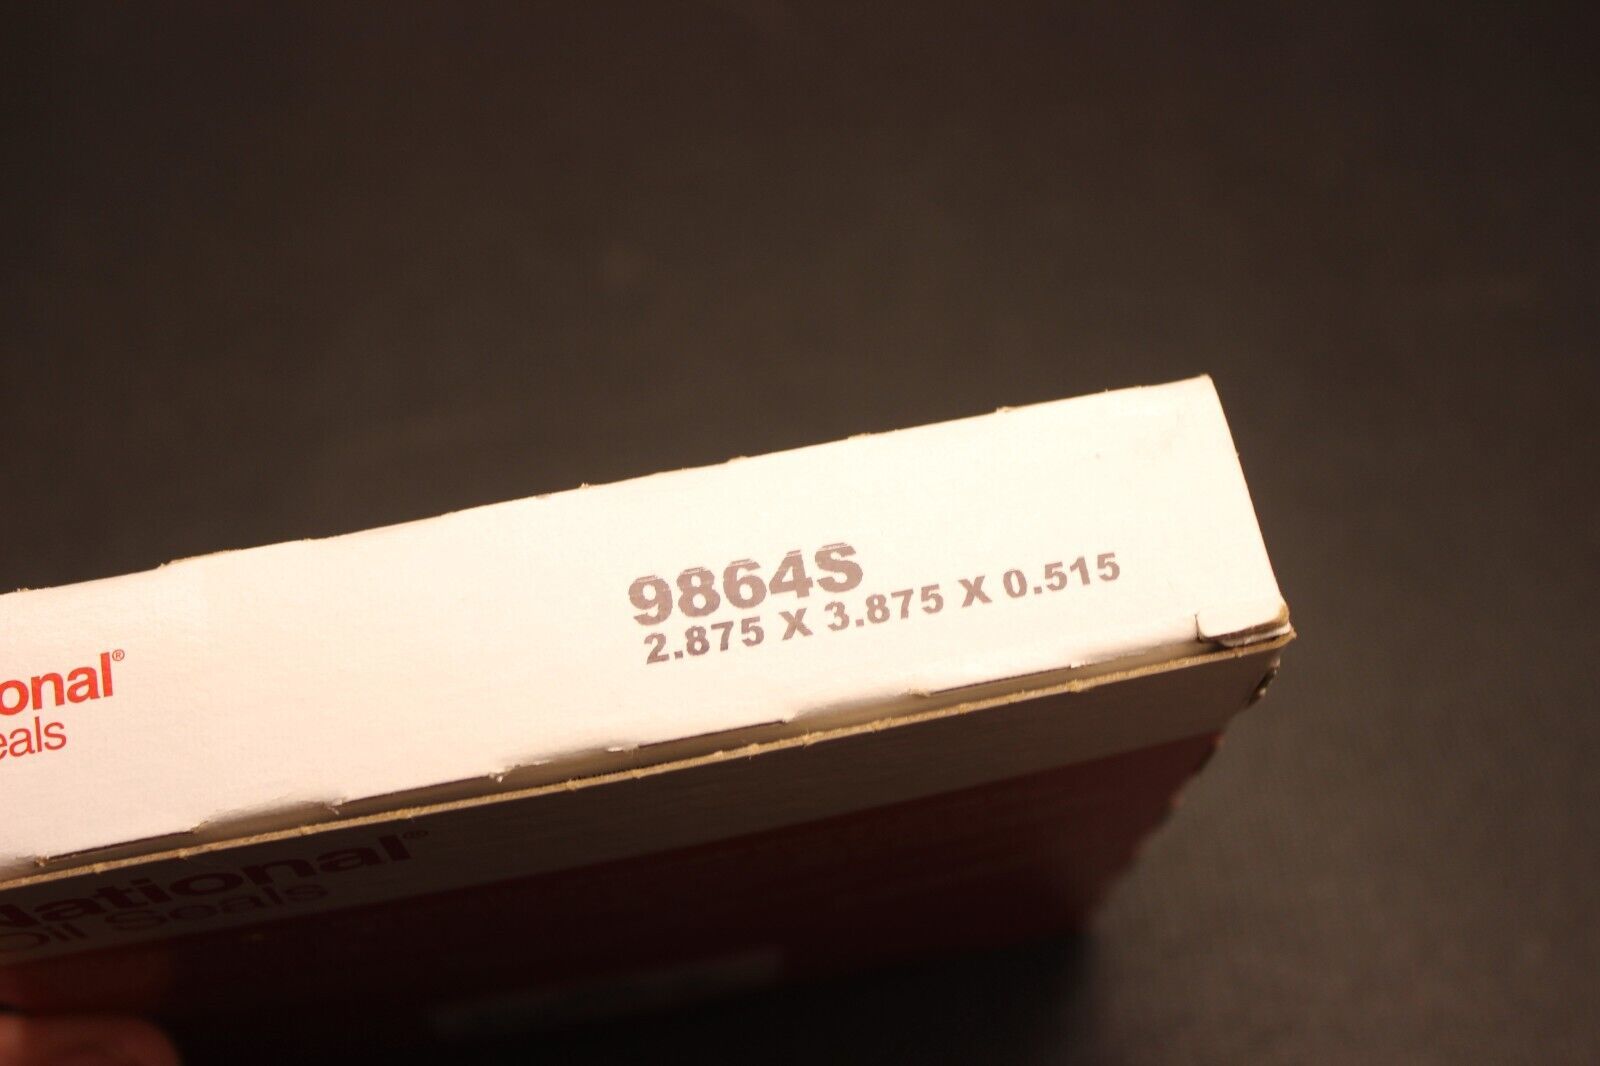 9864S
2.875 X 3.875 X 0.515
onal®
eals
National®
Oil Seals